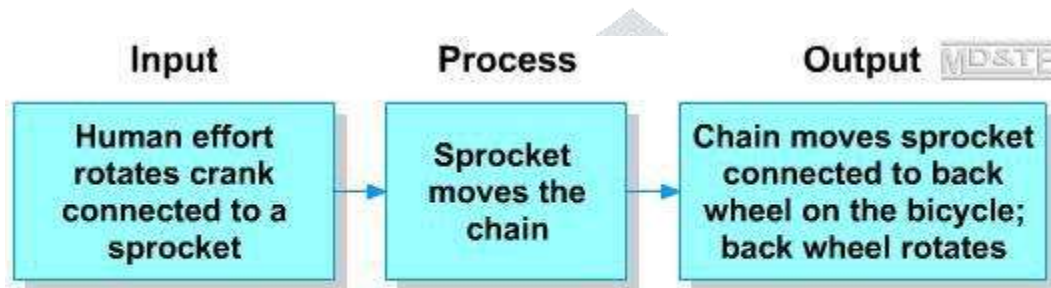 Input
Process
Output
Human effort
rotates crank
connected to a
sprocket
Sprocket
moves the
chain
Chain moves sprocket
connected to back
wheel on the bicycle;
back wheel rotates